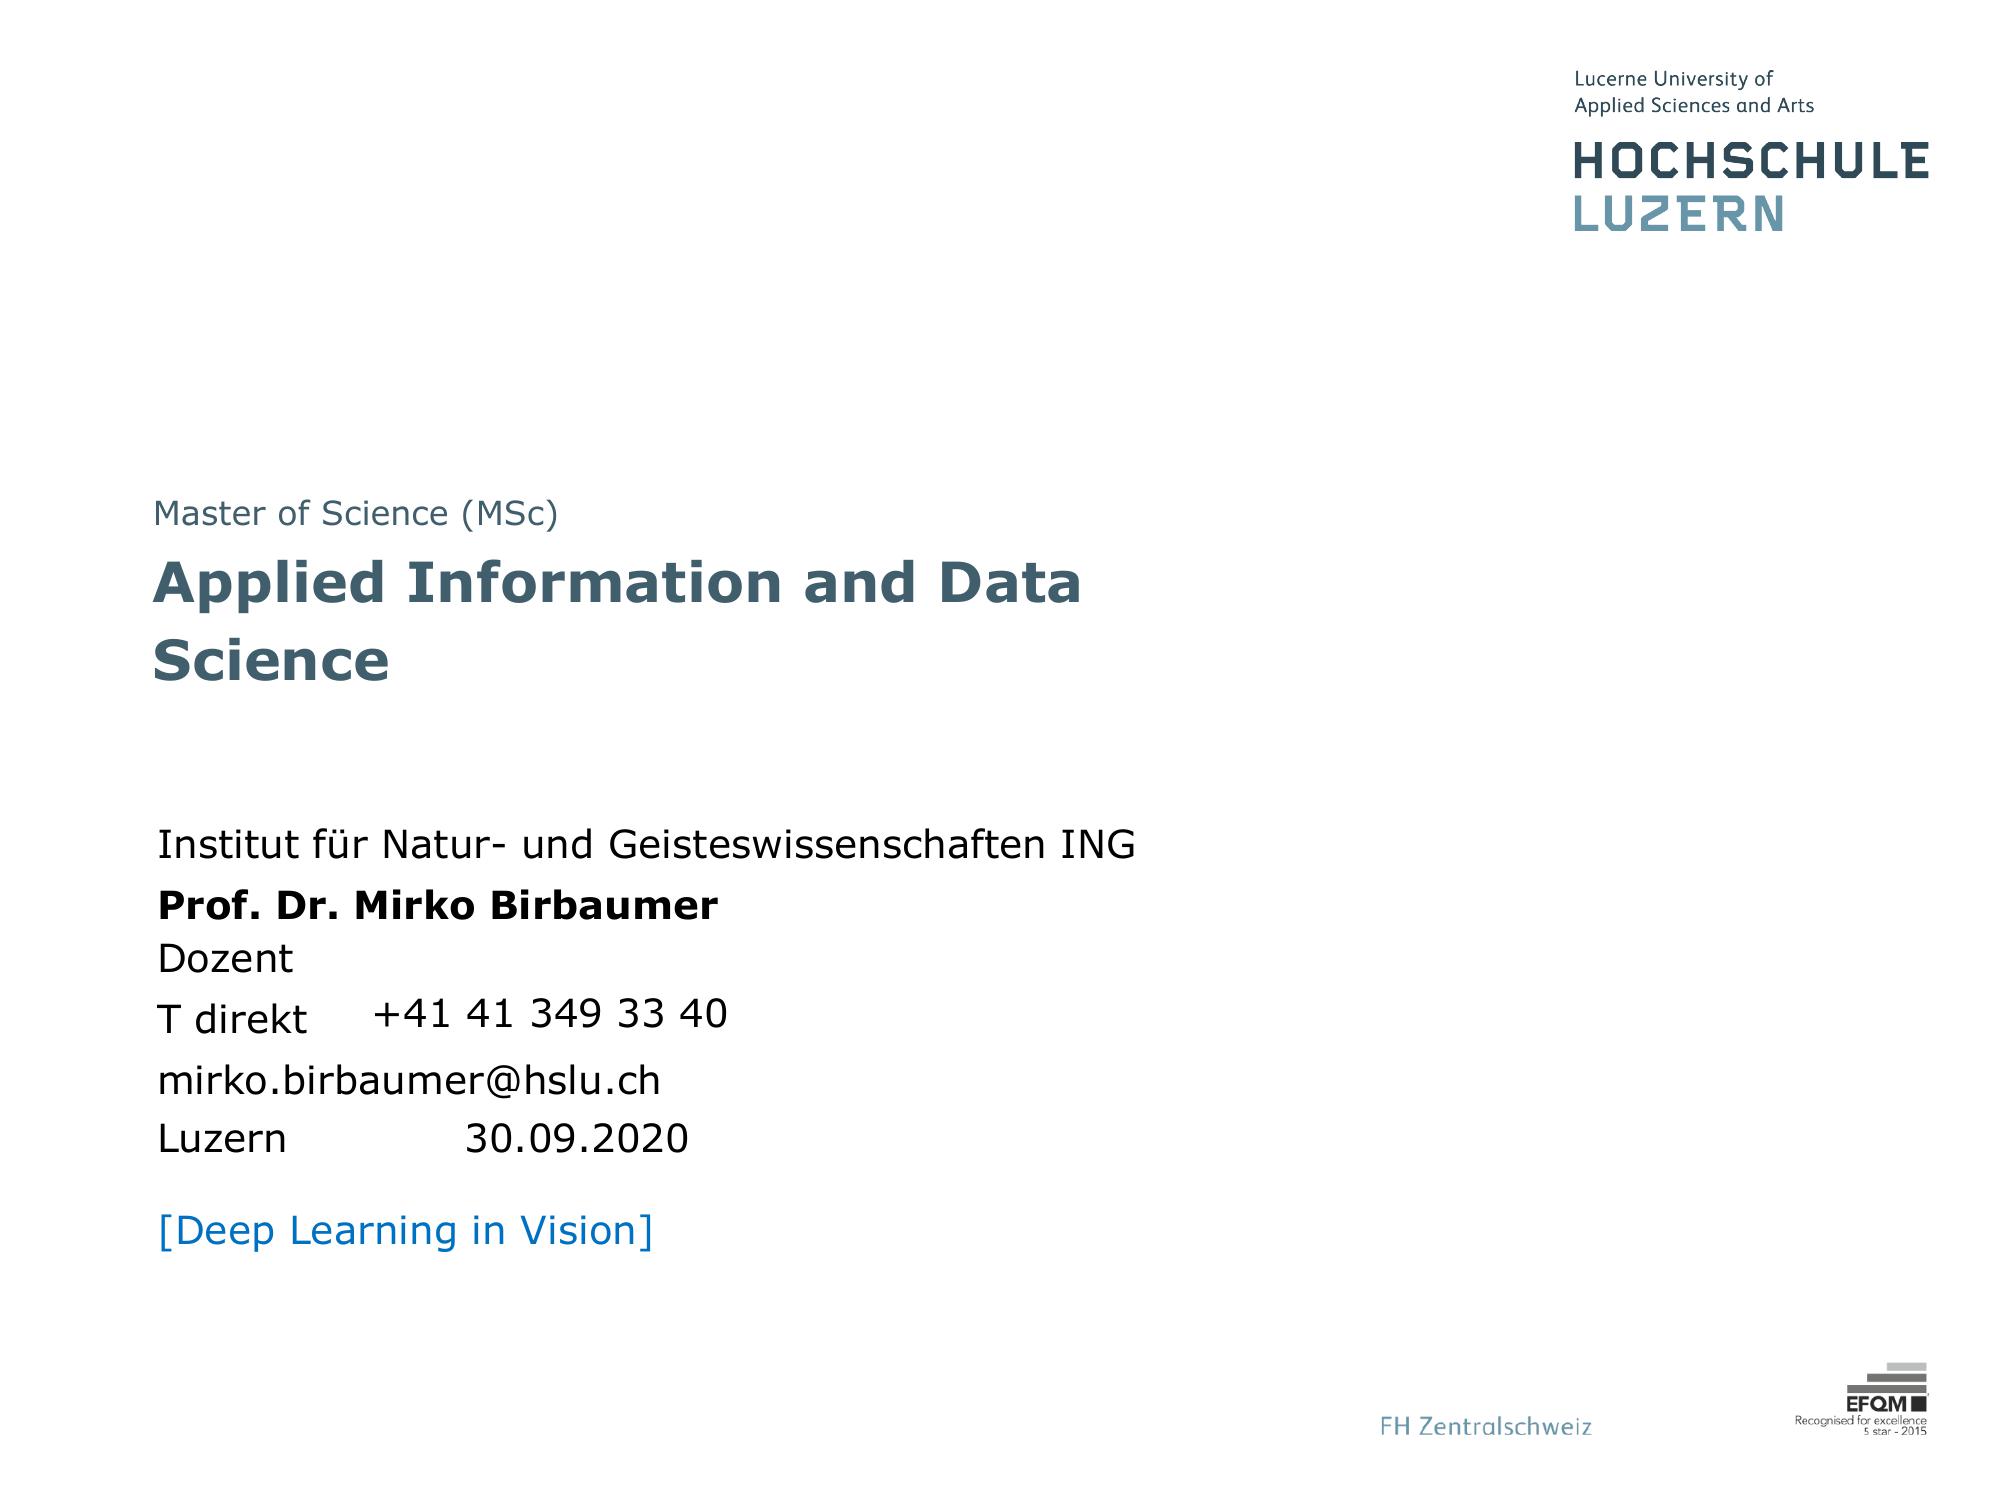 Lucerne University of
Applied Sciences and Arts
HOCHSCHULE
LUZERN
Master of Science (MSc)
Applied Information and Data
Science
Institut für Natur- und Geisteswissenschaften ING
Prof. Dr. Mirko Birbaumer
Dozent
T direkt +41 41 349 33 40
mirko.birbaumer@hslu.ch
Luzern 30.09.2020
[Deep Learning in Vision]
FH Zentralschweiz
EFQM
Recognised for excellence
5 star - 2015